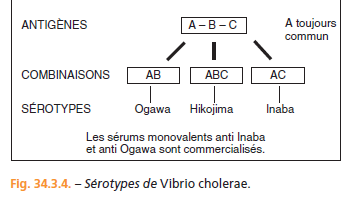 ANTIGÈNES A – B – C A toujours
commun
COMBINAISONS AB ABC AC
SÉROTYPES Ogawa Hikojima Inaba
Les sérums monovalents anti Inaba
et anti Ogawa sont commercialisés.
Fig. 34.3.4. – Sérotypes de Vibrio cholerae.